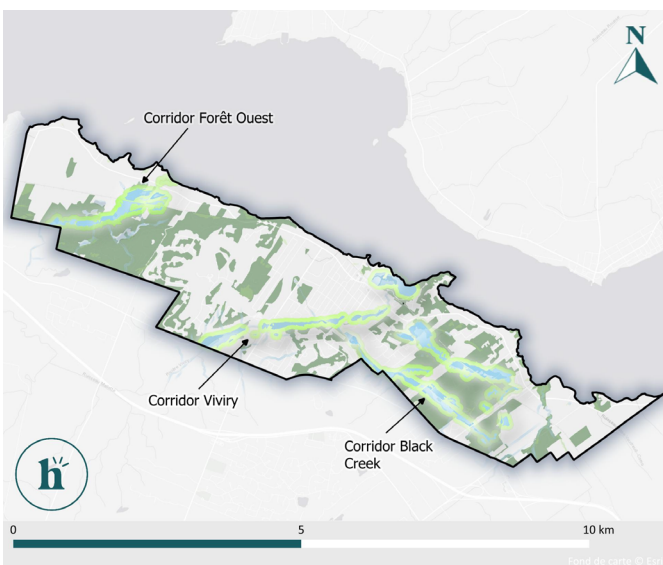 N
Corridor Forêt Ouest
Corridor Viviry
Corridor Black
Creek
h
0 5 10 km
Fond de carte © Esri